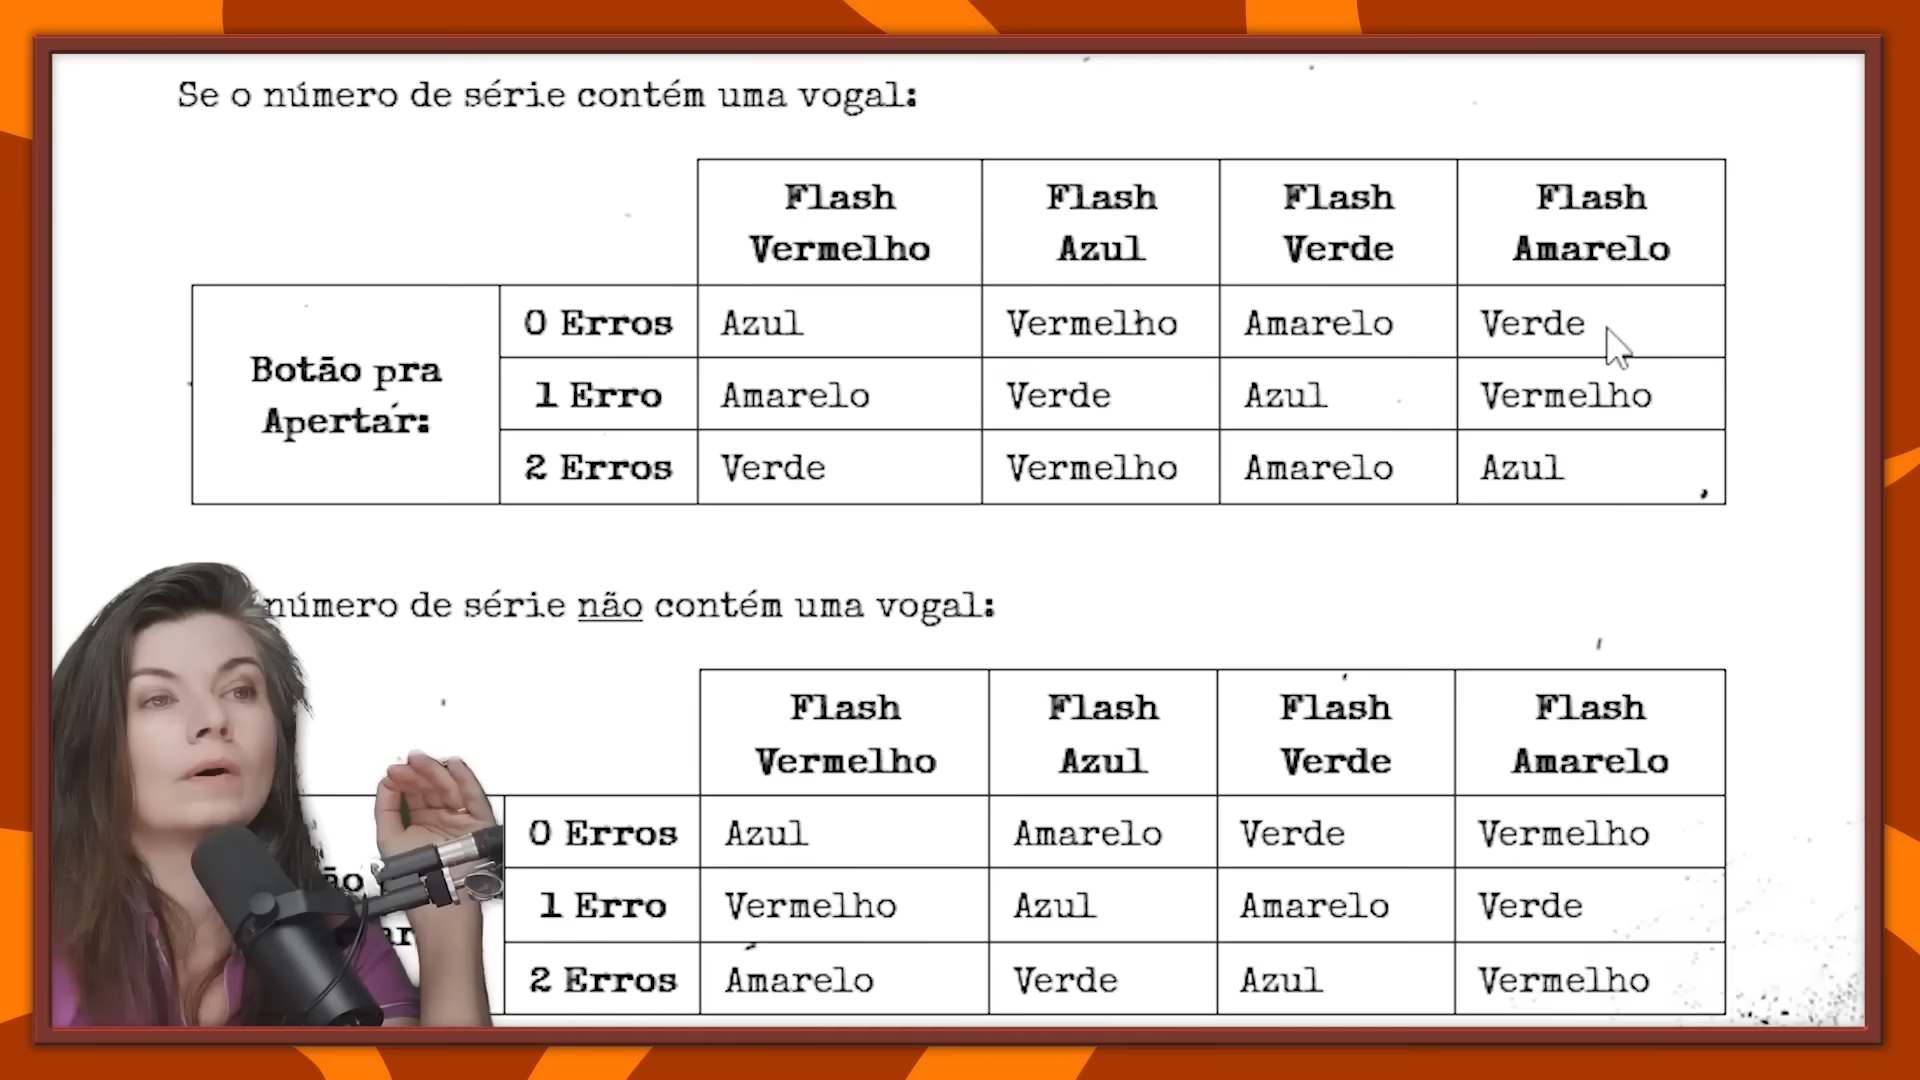 Se o número de série contém uma vogal:
Flash Vermelho Flash Azul Flash Verde Flash Amarelo
Botão pra Apertar:
0 Erros Azul Vermelho Amarelo Verde
1 Erro Amarelo Verde Azul Vermelho
2 Erros Verde Vermelho Amarelo Azul
número de série não contém uma vogal:
Flash Vermelho Flash Azul Flash Verde Flash Amarelo
0 Erros Azul Amarelo Verde Vermelho
1 Erro Vermelho Azul Amarelo Verde
2 Erros Amarelo Verde Azul Vermelho